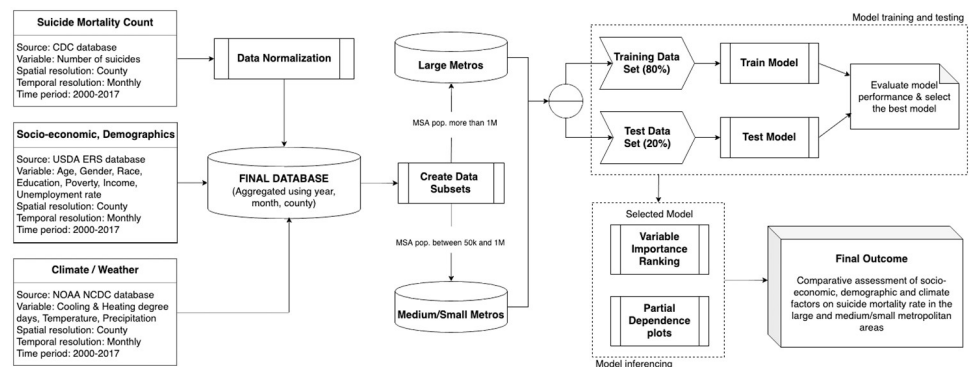 Suicide Mortality Count
Source: CDC database
Variable: Number of suicides
Spatial resolution: County
Temporal resolution: Monthly
Time period: 2000-2017
Socio-economic, Demographics
Source: USDA ERS database
Variable: Age, Gender, Race,
Education, Poverty, Income,
Unemployment rate
Spatial resolution: County
Temporal resolution: Monthly
Time period: 2000-2017
Climate / Weather
Source: NOAA NCDC database
Variable: Cooling & Heating degree
days, Temperature, Precipitation
Spatial resolution: County
Temporal resolution: Monthly
Time period: 2000-2017
Data Normalization
FINAL DATABASE
(Aggregated using year,
month, county)
Large Metros
MSA pop. more than 1M
Create Data
Subsets
MSA pop. between 50k and 1M
Medium/Small Metros
Model training and testing
Training Data
Set (80%)
Train Model
Test Data
Set (20%)
Test Model
Evaluate model
performance & select
the best model
Selected Model
Variable
Importance
Ranking
Partial
Dependence
plots
Model inferencing
Final Outcome
Comparative assessment of socio-
economic, demographic and climate
factors on suicide mortality rate in the
large and medium/small metropolitan
areas